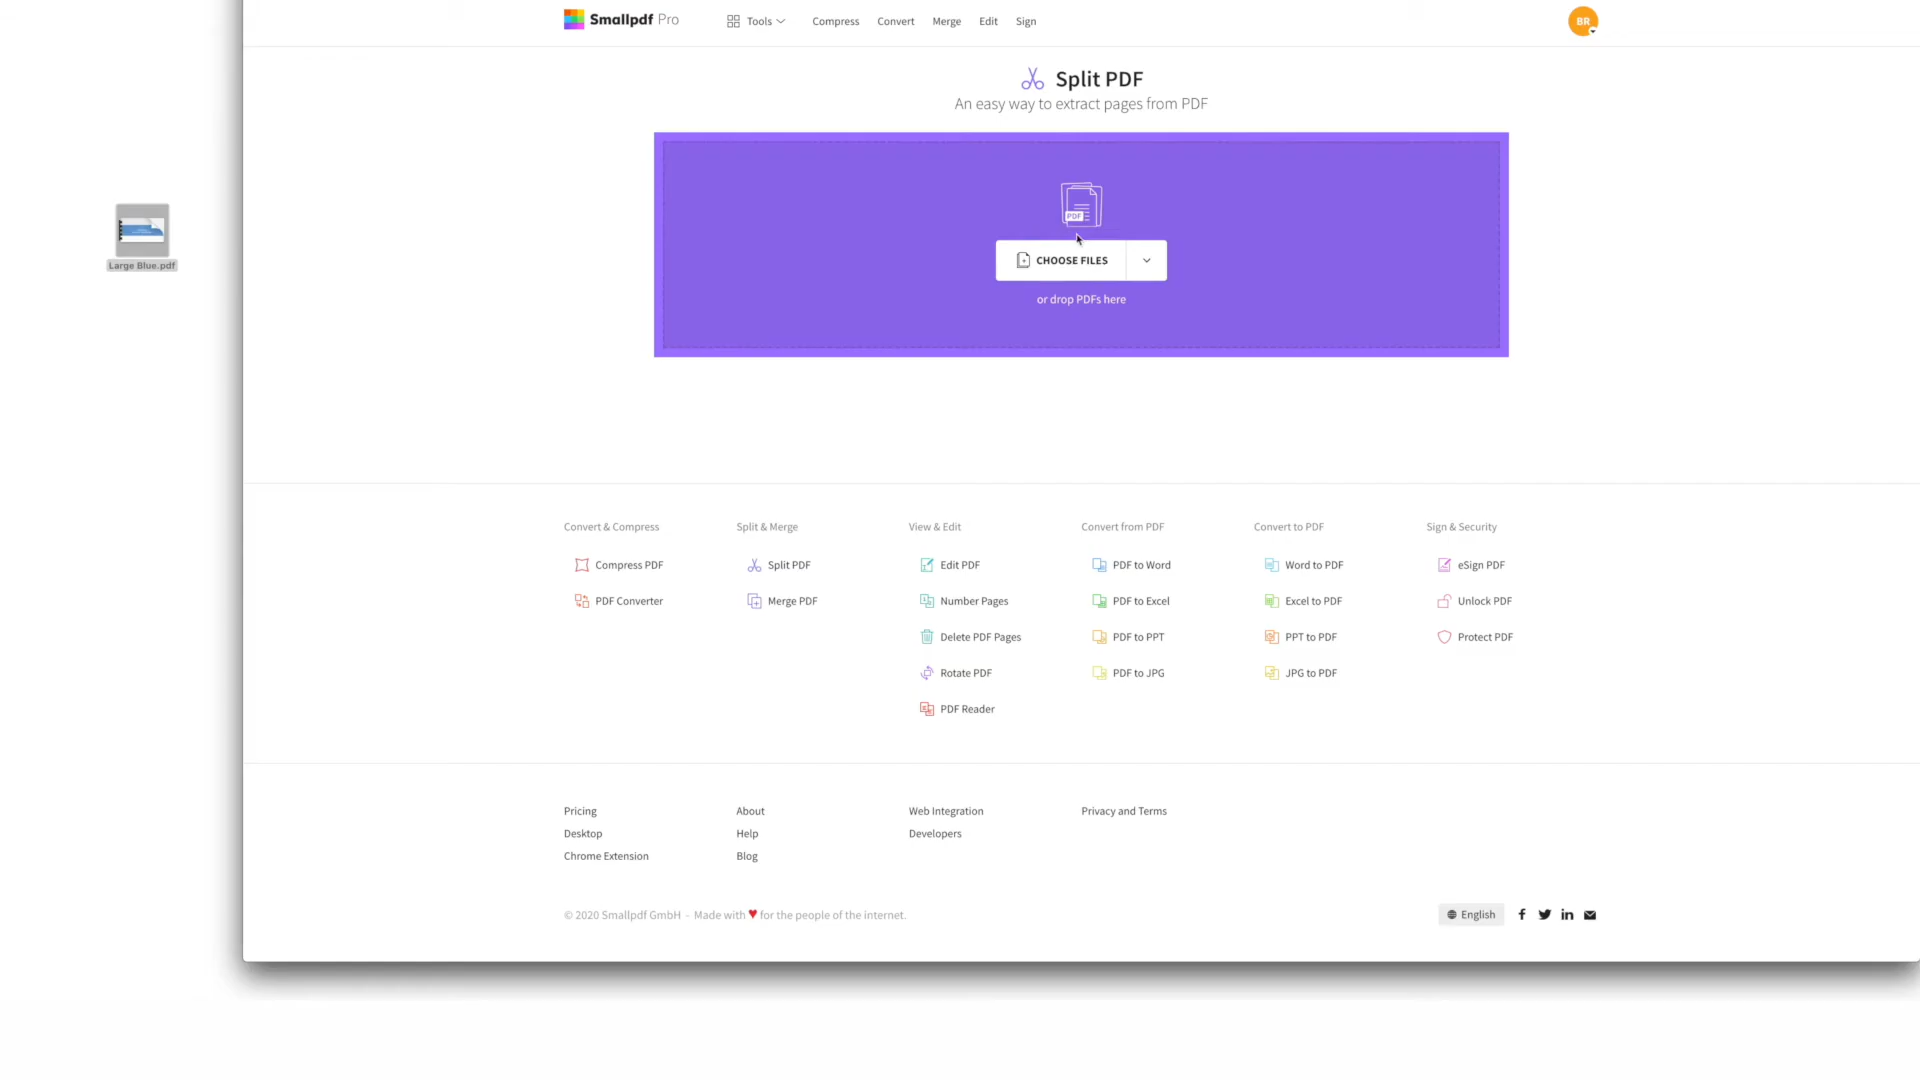 Smallpdf Pro
Tools
Compress
Convert
Merge
Edit
Sign
BR
Split PDF
An easy way to extract pages from PDF
PDF
CHOOSE FILES
or drop PDFs here
Large Blue.pdf
Convert & Compress
Compress PDF
PDF Converter
Split & Merge
Split PDF
Merge PDF
View & Edit
Edit PDF
Number Pages
Delete PDF Pages
Rotate PDF
PDF Reader
Convert from PDF
PDF to Word
PDF to Excel
PDF to PPT
PDF to JPG
Convert to PDF
Word to PDF
Excel to PDF
PPT to PDF
JPG to PDF
Sign & Security
eSign PDF
Unlock PDF
Protect PDF
Pricing
Desktop
Chrome Extension
About
Help
Blog
Web Integration
Developers
Privacy and Terms
© 2020 Smallpdf GmbH - Made with ♥ for the people of the internet.
English